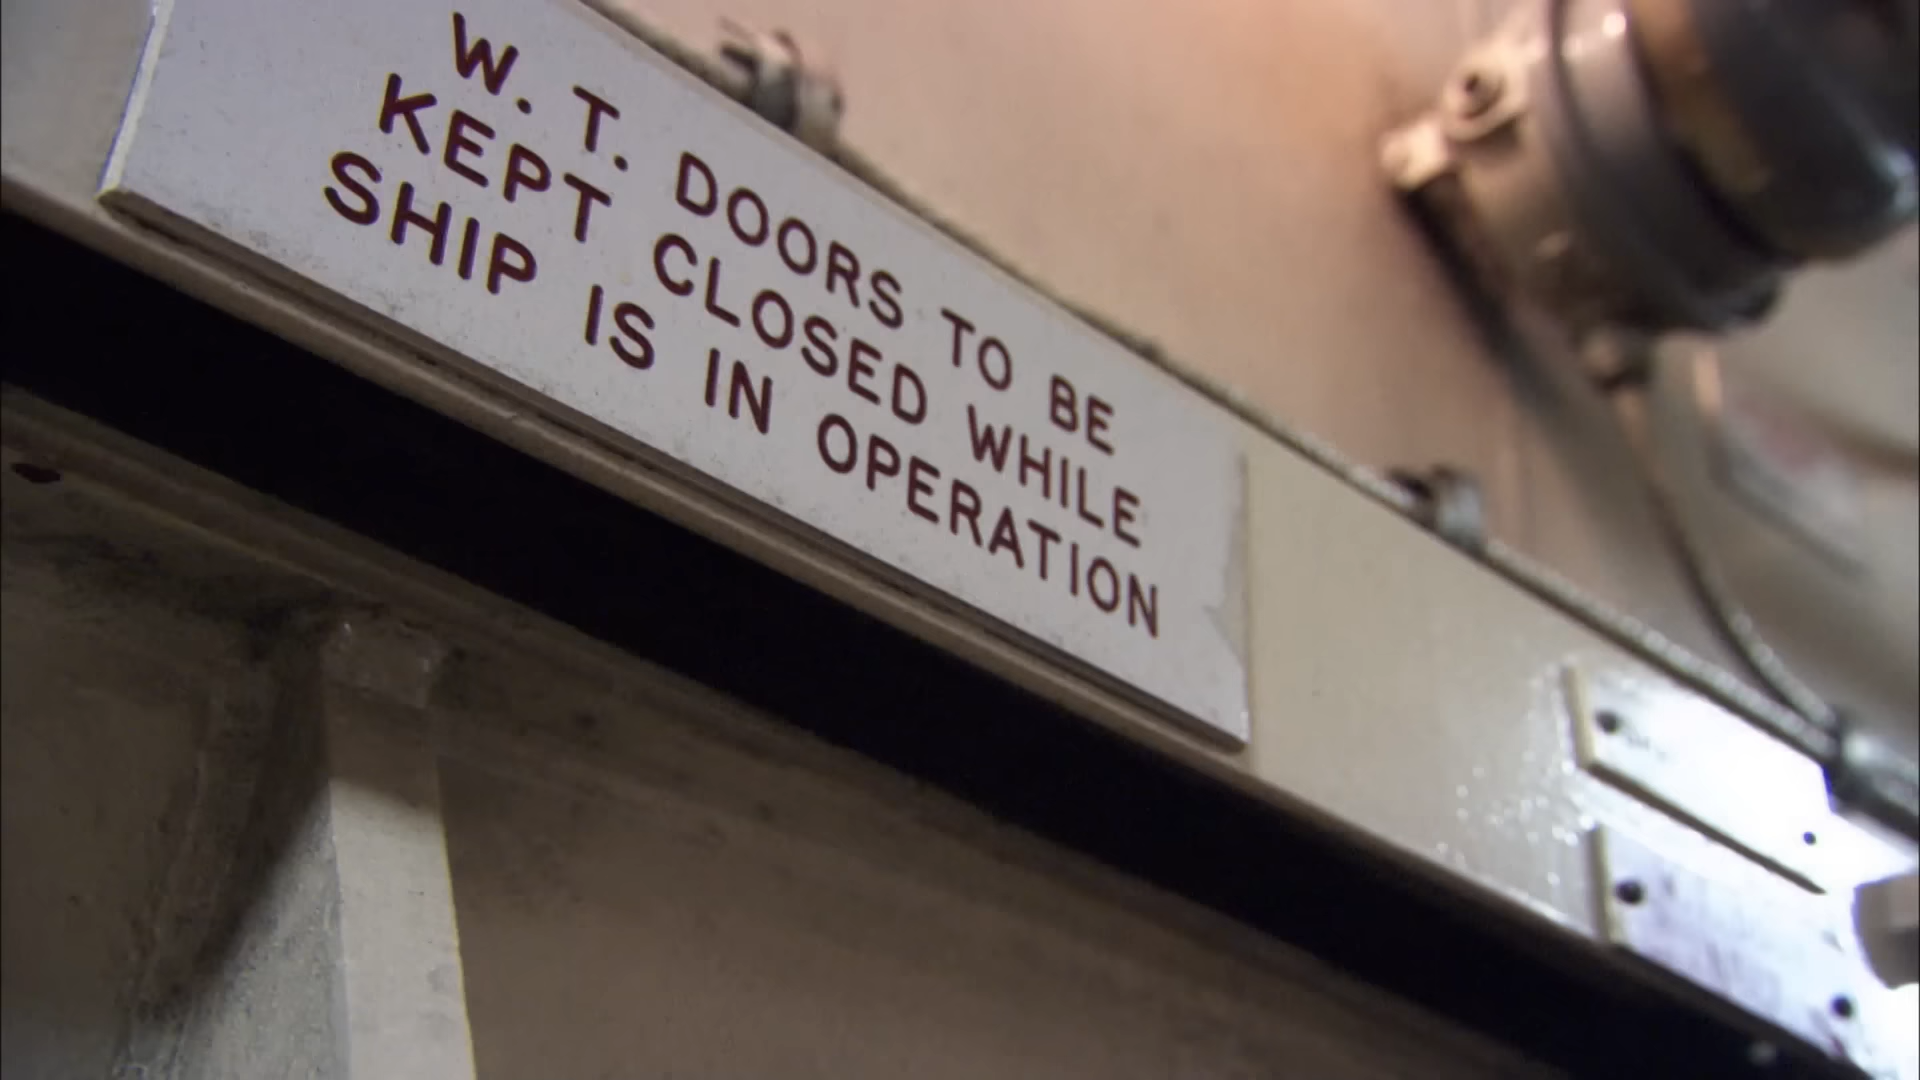 W. T. DOORS TO BE
KEPT CLOSED WHILE
SHIP IS IN OPERATION